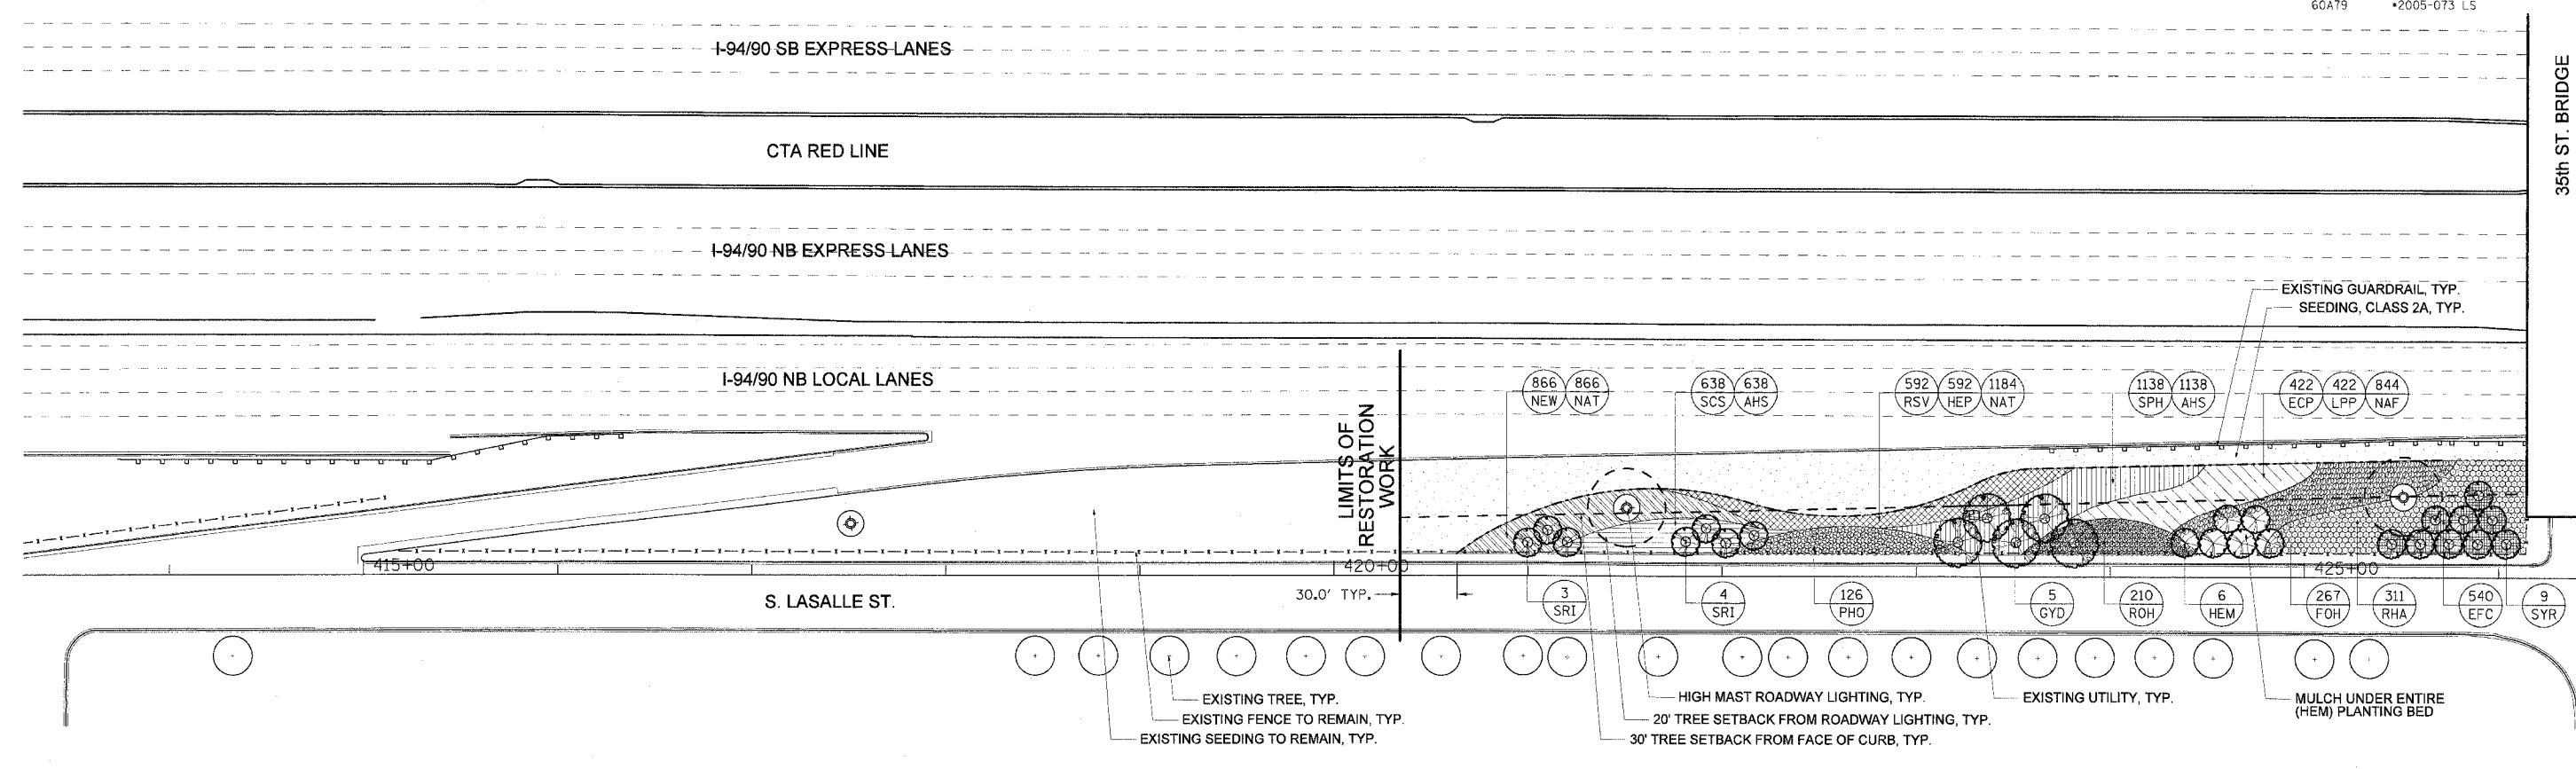 60A79 *2005-073 LS
I-94/90 SB EXPRESS LANES
35th ST. BRIDGE
CTA RED LINE
I-94/90 NB EXPRESS LANES
EXISTING GUARDRAIL, TYP.
SEEDING, CLASS 2A, TYP.
I-94/90 NB LOCAL LANES
866 866 638 638 592 592 1184 1138 1138 422 422 844
NEW NAT SCS AHS RSV HEP NAT SPH AHS ECP LPP NAF
LIMITS OF
RESTORATION
WORK
415+00 420+00 425+00
S. LASALLE ST.
30.0' TYP.
3 4 126 5 210 6 267 311 540 9
SRI SRI PHO GYD ROH HEM FOH RHA EFC SYR
EXISTING TREE, TYP.
EXISTING FENCE TO REMAIN, TYP.
EXISTING SEEDING TO REMAIN, TYP.
HIGH MAST ROADWAY LIGHTING, TYP.
20' TREE SETBACK FROM ROADWAY LIGHTING, TYP.
30' TREE SETBACK FROM FACE OF CURB, TYP.
EXISTING UTILITY, TYP.
MULCH UNDER ENTIRE
(HEM) PLANTING BED